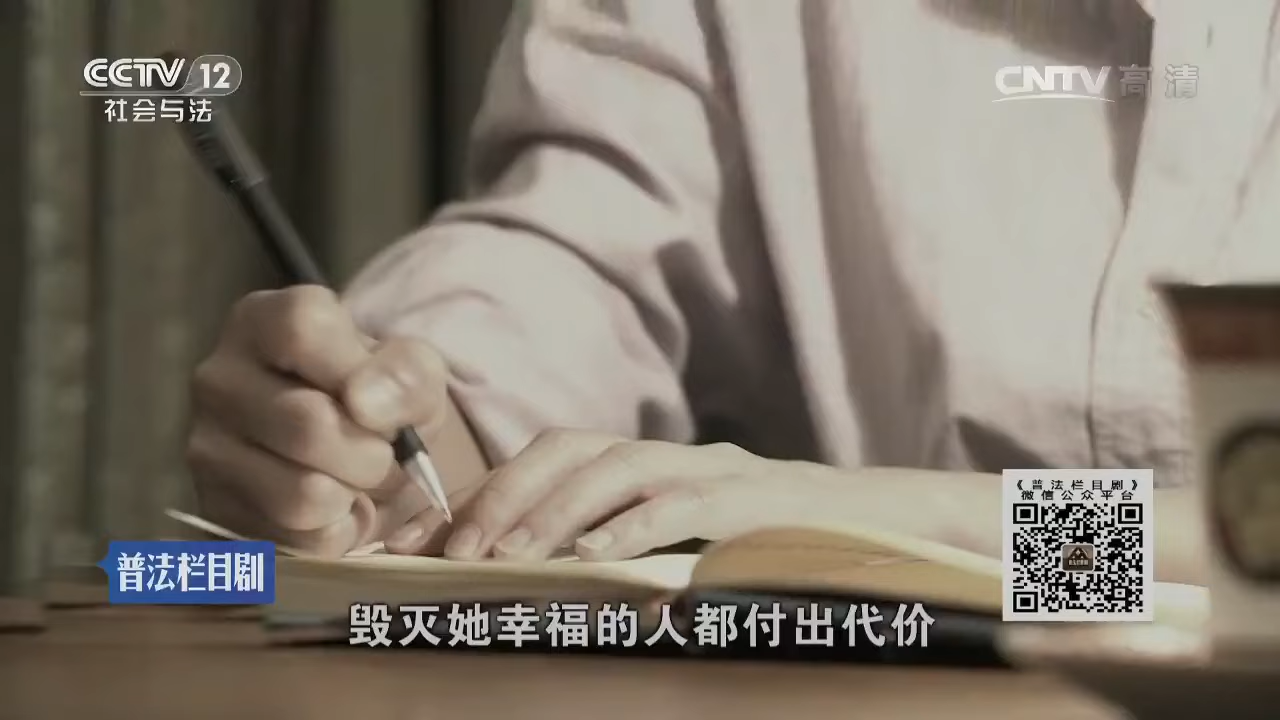 CCTV 12
社会与法
CNTV 高清
《普法栏目剧》
微信公众平台
普法栏目剧
毁灭她幸福的人都付出代价